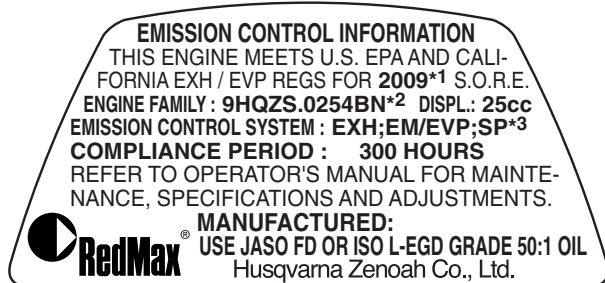 EMISSION CONTROL INFORMATION
THIS ENGINE MEETS U.S. EPA AND CALI-
FORNIA EXH / EVP REGS FOR 2009*1 S.O.R.E.
ENGINE FAMILY : 9HQZS.0254BN*2 DISPL.: 25cc
EMISSION CONTROL SYSTEM : EXH;EM/EVP;SP*3
COMPLIANCE PERIOD : 300 HOURS
REFER TO OPERATOR'S MANUAL FOR MAINTE-
NANCE, SPECIFICATIONS AND ADJUSTMENTS.
MANUFACTURED:
RedMax® USE JASO FD OR ISO L-EGD GRADE 50:1 OIL
Husqvarna Zenoah Co., Ltd.